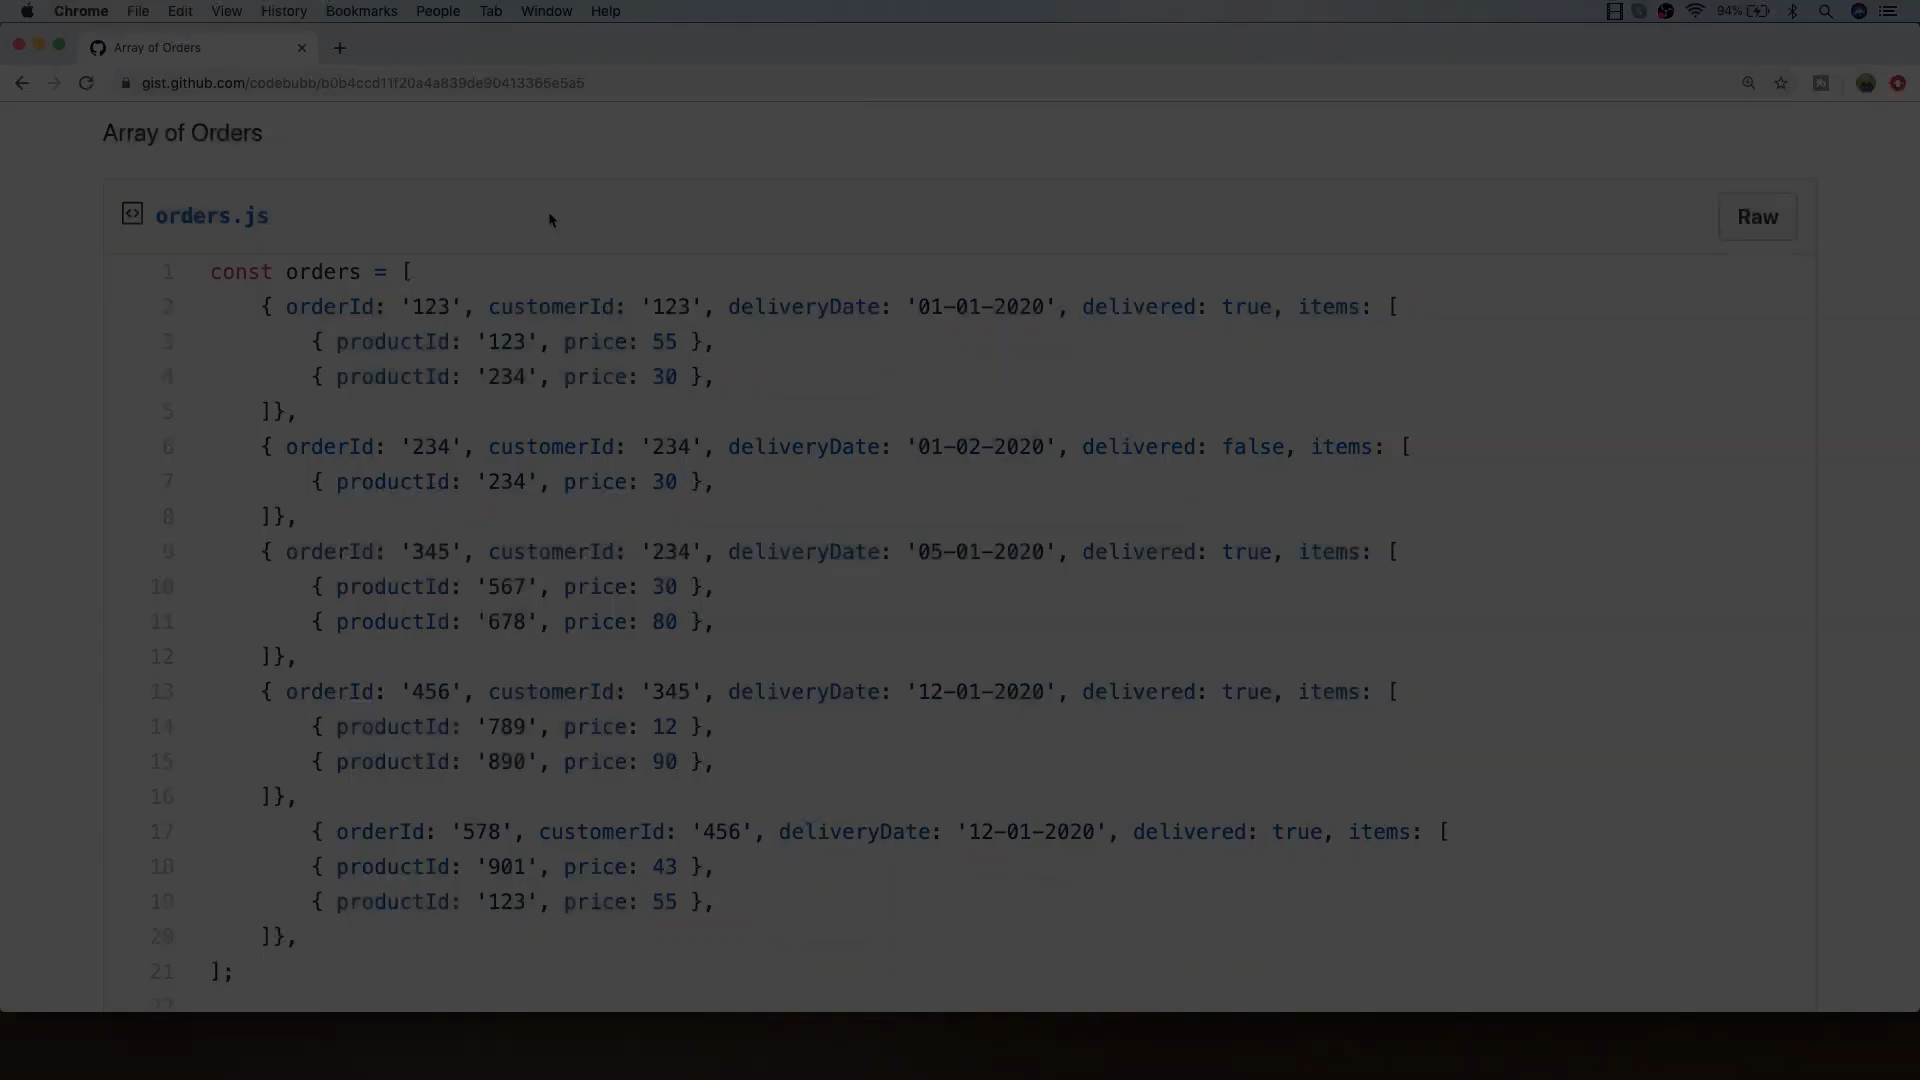 Chrome File Edit View History Bookmarks People Tab Window Help 94%
Array of Orders
gist.github.com/codebubb/b0b4ccd11f20a4a839de90413365e5a5
Array of Orders
orders.js
Raw
1 const orders = [
2 { orderId: '123', customerId: '123', deliveryDate: '01-01-2020', delivered: true, items: [
3 { productId: '123', price: 55 },
4 { productId: '234', price: 30 },
5 ]},
6 { orderId: '234', customerId: '234', deliveryDate: '01-02-2020', delivered: false, items: [
7 { productId: '234', price: 30 },
8 ]},
9 { orderId: '345', customerId: '234', deliveryDate: '05-01-2020', delivered: true, items: [
10 { productId: '567', price: 30 },
11 { productId: '678', price: 80 },
12 ]},
13 { orderId: '456', customerId: '345', deliveryDate: '12-01-2020', delivered: true, items: [
14 { productId: '789', price: 12 },
15 { productId: '890', price: 90 },
16 ]},
17 { orderId: '578', customerId: '456', deliveryDate: '12-01-2020', delivered: true, items: [
18 { productId: '901', price: 43 },
19 { productId: '123', price: 55 },
20 ]},
21 ];
22